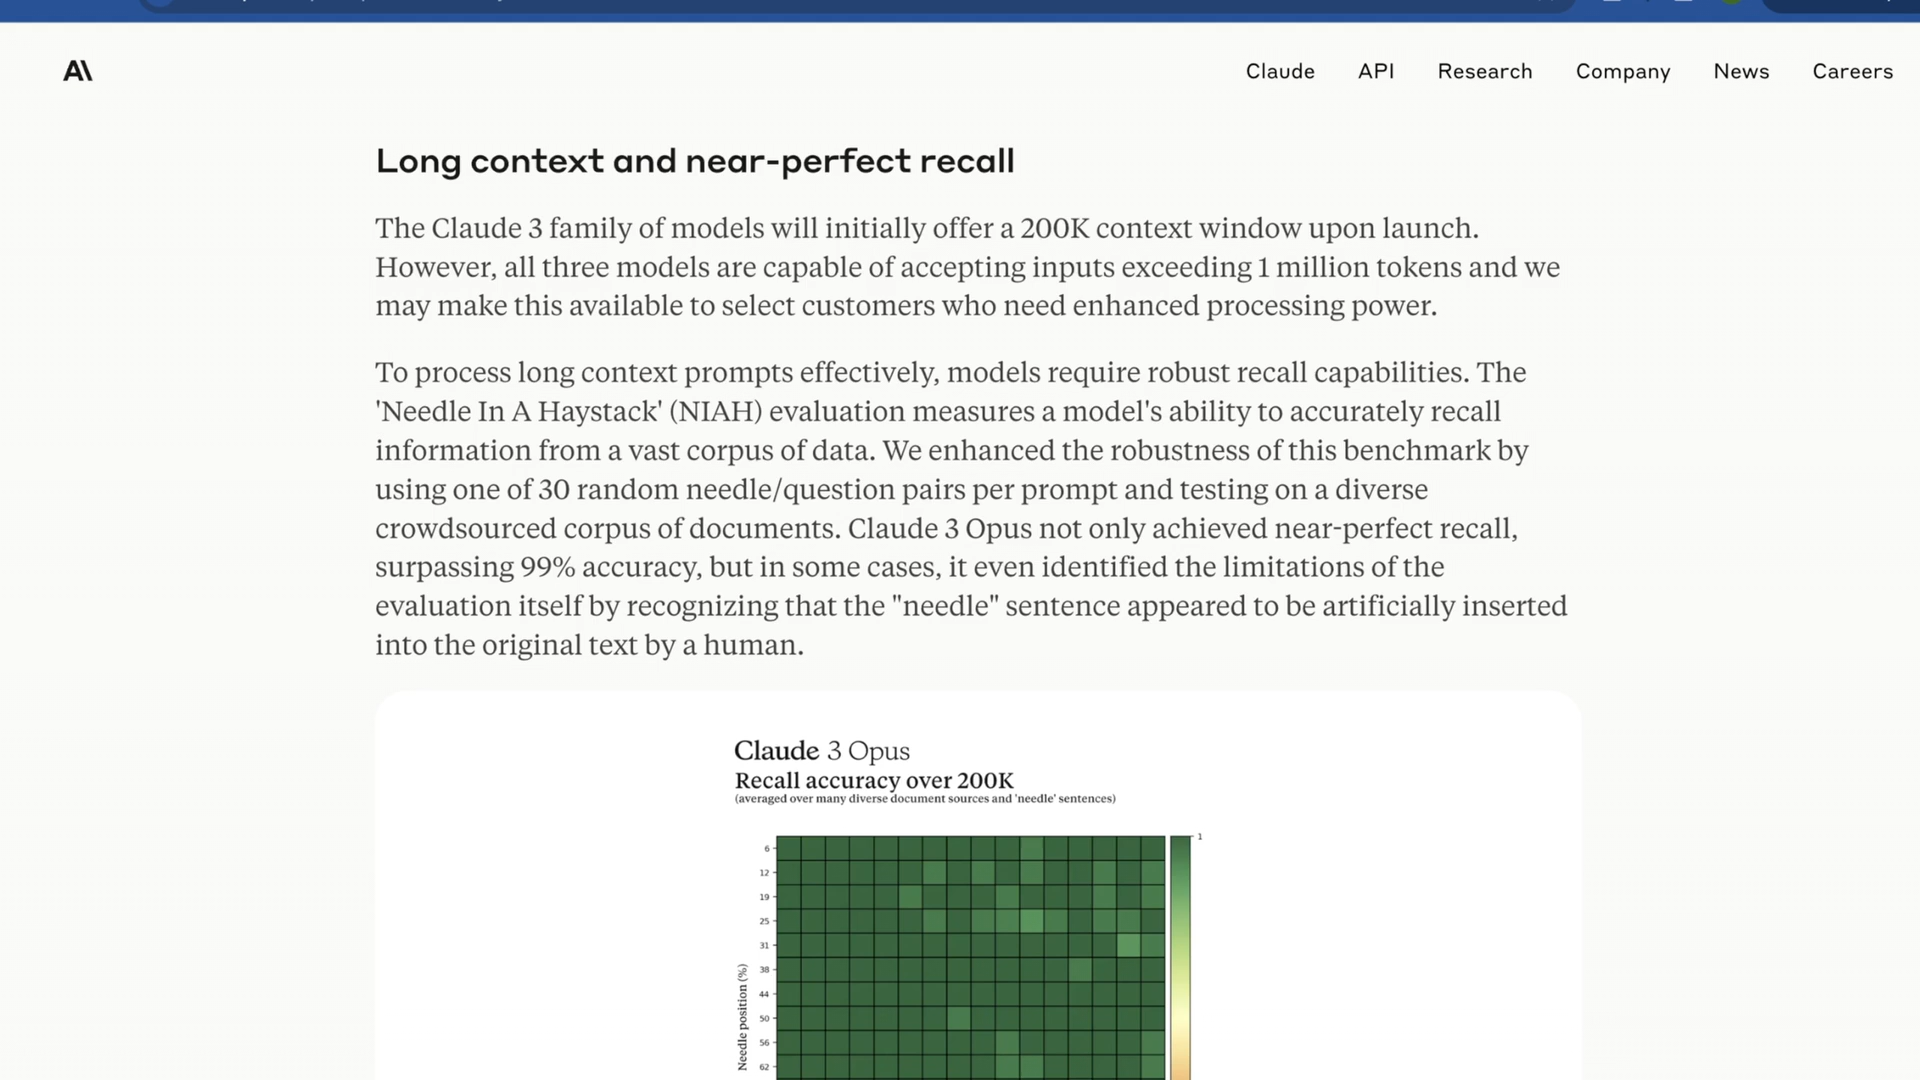 A\
Claude API Research Company News Careers
Long context and near-perfect recall
The Claude 3 family of models will initially offer a 200K context window upon launch.
However, all three models are capable of accepting inputs exceeding 1 million tokens and we
may make this available to select customers who need enhanced processing power.
To process long context prompts effectively, models require robust recall capabilities. The
'Needle In A Haystack' (NIAH) evaluation measures a model's ability to accurately recall
information from a vast corpus of data. We enhanced the robustness of this benchmark by
using one of 30 random needle/question pairs per prompt and testing on a diverse
crowdsourced corpus of documents. Claude 3 Opus not only achieved near-perfect recall,
surpassing 99% accuracy, but in some cases, it even identified the limitations of the
evaluation itself by recognizing that the "needle" sentence appeared to be artificially inserted
into the original text by a human.
Claude 3 Opus
Recall accuracy over 200K
(averaged over many diverse document sources and 'needle' sentences)
1
6
12
19
25
31
38
44
50
56
62
Needle position (%)